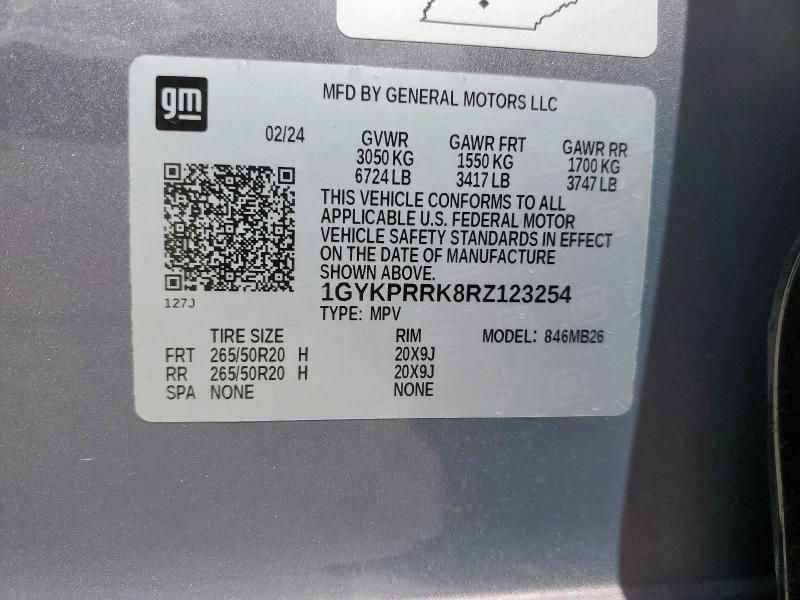 gm
MFD BY GENERAL MOTORS LLC
02/24
GVWR GAWR FRT GAWR RR
3050 KG 1550 KG 1700 KG
6724 LB 3417 LB 3747 LB
THIS VEHICLE CONFORMS TO ALL
APPLICABLE U.S. FEDERAL MOTOR
VEHICLE SAFETY STANDARDS IN EFFECT
ON THE DATE OF MANUFACTURE
SHOWN ABOVE.
127J
1GYKPRRK8RZ123254
TYPE: MPV
TIRE SIZE RIM MODEL: 846MB26
FRT 265/50R20 H 20X9J
RR 265/50R20 H 20X9J
SPA NONE NONE